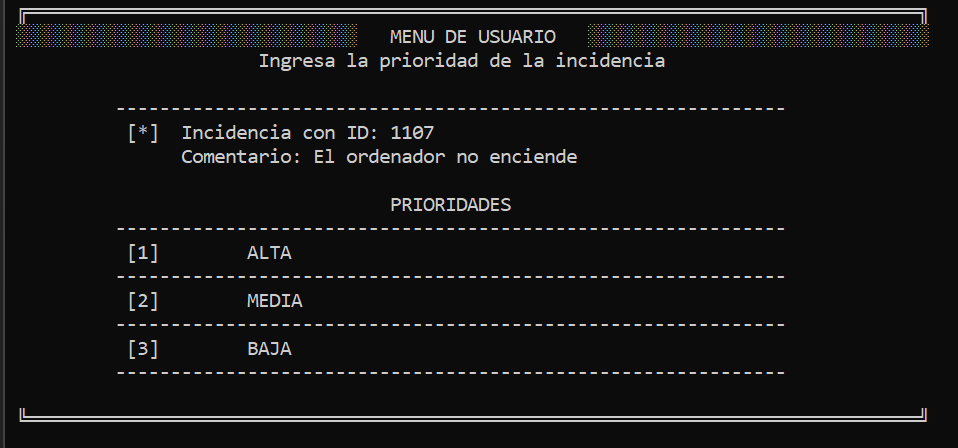 MENU DE USUARIO
Ingresa la prioridad de la incidencia
-------------------------------------------------------------
[*] Incidencia con ID: 1107
Comentario: El ordenador no enciende
PRIORIDADES
-------------------------------------------------------------
[1] ALTA
-------------------------------------------------------------
[2] MEDIA
-------------------------------------------------------------
[3] BAJA
-------------------------------------------------------------